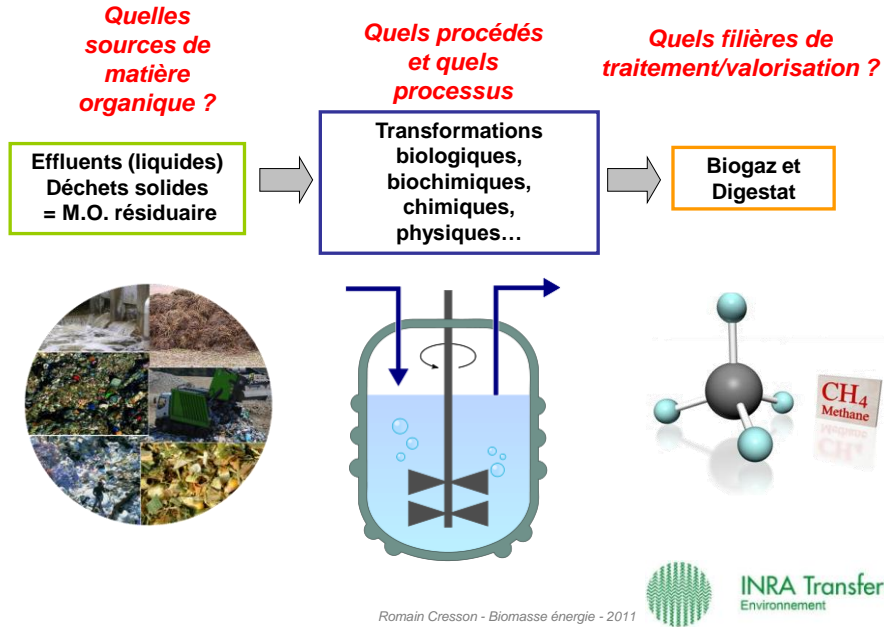 Quelles
sources de
matière
organique ?
Quels procédés
et quels
processus
Quels filières de
traitement/valorisation ?
Effluents (liquides)
Déchets solides
= M.O. résiduaire
Transformations
biologiques,
biochimiques,
chimiques,
physiques…
Biogaz et
Digestat
CH4
Methane
Romain Cresson - Biomasse énergie - 2011
INRA Transfer
Environnement